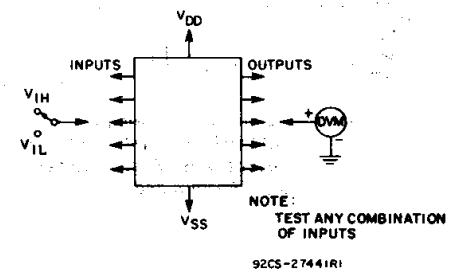 VDD
INPUTS
OUTPUTS
VIH
VIL
+
DVM
-
VSS
NOTE:
TEST ANY COMBINATION
OF INPUTS
92CS-27441R1